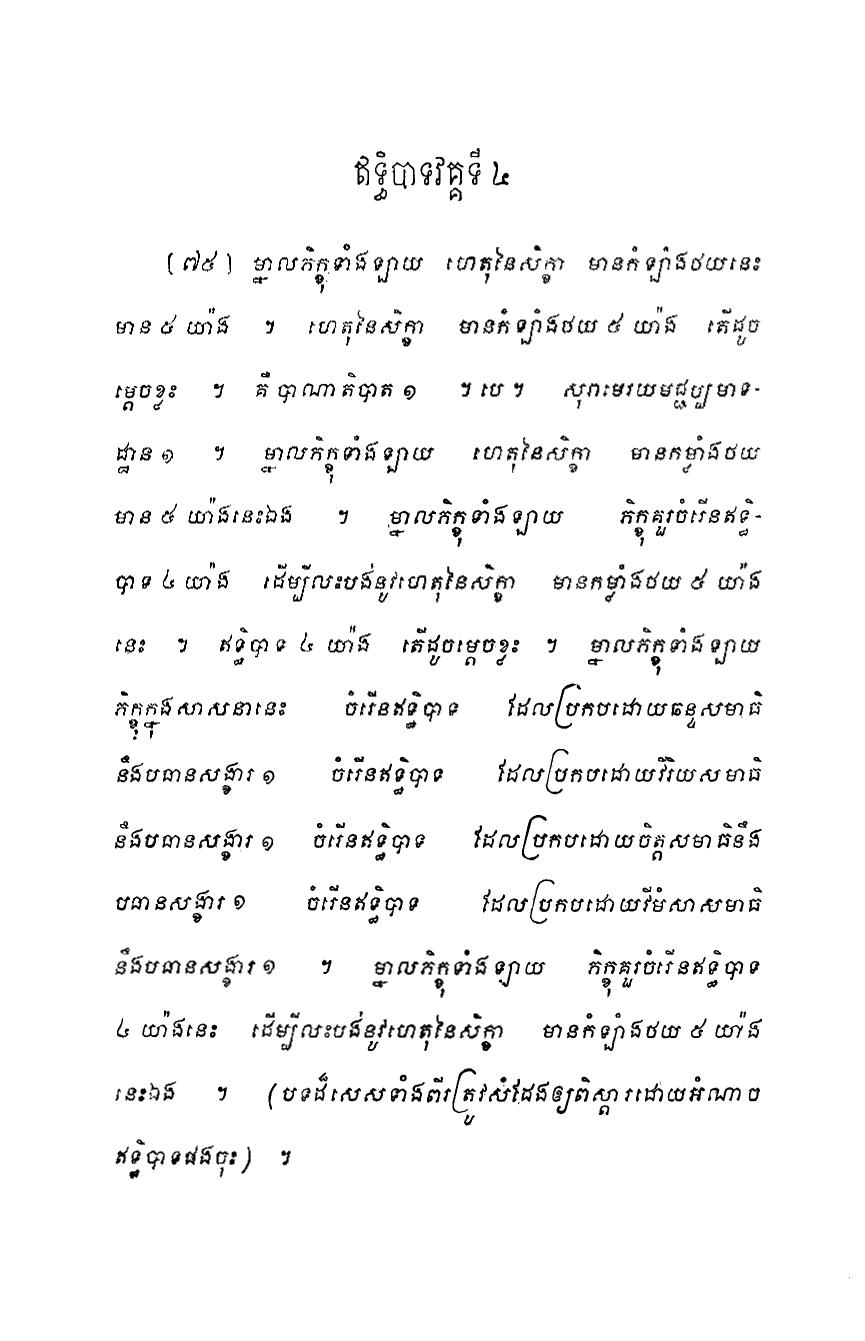 ឥទ្ធិបាទវគ្គទី ៤
(៧៥) ម្នាលភិក្ខុទាំងឡាយ ហេតុនៃសិក្ខា មានកំឡាំងថយនេះ
មាន ៥ យ៉ាង ។ ហេតុនៃសិក្ខា មានកំឡាំងថយ ៥ យ៉ាង តើដូច
ម្តេចខ្វះ ។ គឺ បាណាតិបាត ១ ។ បេ ។ សុរាមេរយមជ្ជប្បមាទ-
ដ្ឋាន ១ ។ ម្នាលភិក្ខុទាំងឡាយ ហេតុនៃសិក្ខា មានកម្លាំងថយ
មាន ៥ យ៉ាងនេះឯង ។ ម្នាលភិក្ខុទាំងឡាយ ភិក្ខុគួរចំរើនឥទ្ធិ-
បាទ ៤ យ៉ាង ដើម្បីលះបង់នូវហេតុនៃសិក្ខា មានកម្លាំងថយ ៥ យ៉ាង
នេះ ។ ឥទ្ធិបាទ ៤ យ៉ាង តើដូចម្តេចខ្វះ ។ ម្នាលភិក្ខុទាំងឡាយ
ភិក្ខុក្នុងសាសនានេះ ចំរើនឥទ្ធិបាទ ដែលប្រកបដោយឆន្ទសមាធិ
នឹងបធានសង្ខារ ១ ចំរើនឥទ្ធិបាទ ដែលប្រកបដោយវីរិយសមាធិ
នឹងបធានសង្ខារ ១ ចំរើនឥទ្ធិបាទ ដែលប្រកបដោយចិត្តសមាធិនឹង
បធានសង្ខារ ១ ចំរើនឥទ្ធិបាទ ដែលប្រកបដោយវីមំសាសមាធិ
នឹងបធានសង្ខារ ១ ។ ម្នាលភិក្ខុទាំងឡាយ ភិក្ខុគួរចំរើនឥទ្ធិបាទ
៤ យ៉ាងនេះ ដើម្បីលះបង់នូវហេតុនៃសិក្ខា មានកំឡាំងថយ ៥ យ៉ាង
នេះឯង ។ (បទដ៏សេសទាំងពីរត្រូវសំដែងឲ្យពិស្តារដោយអំណាច
ឥទ្ធិបាទផងចុះ) ។